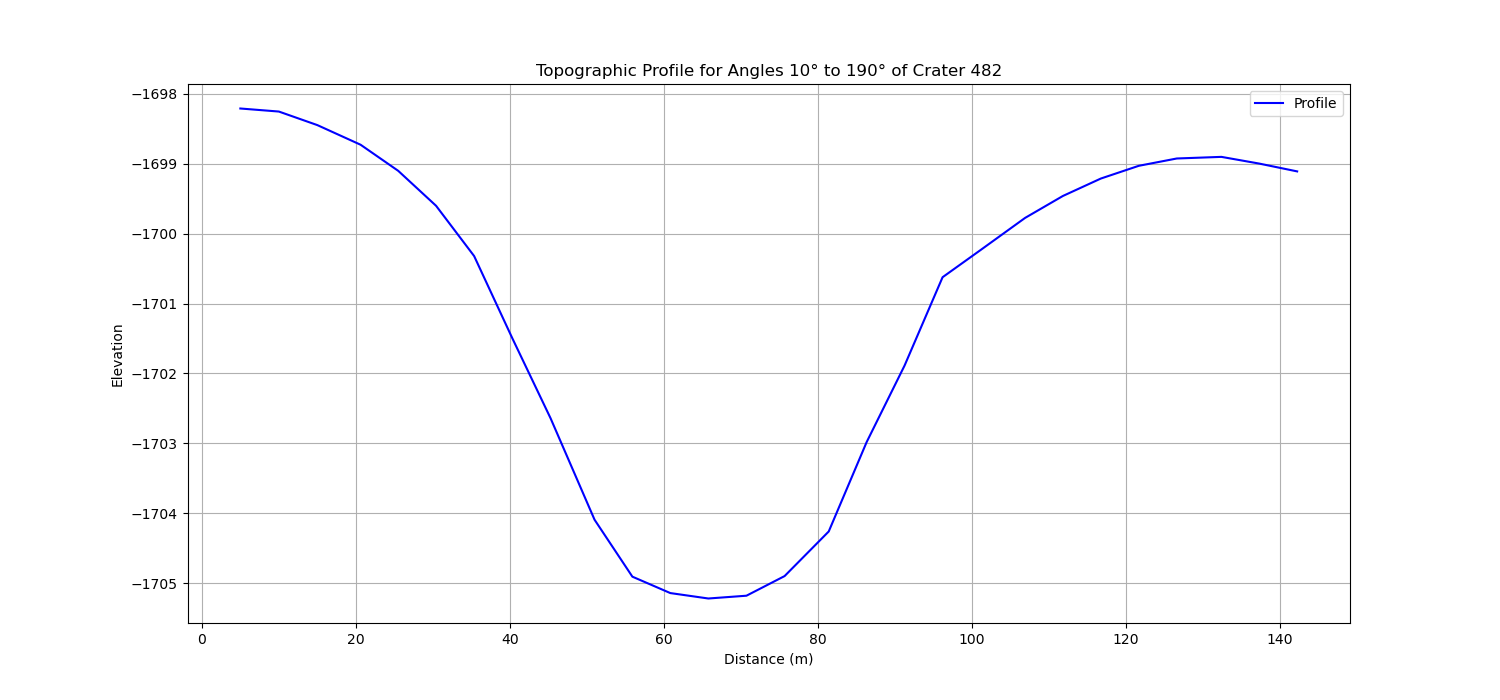 Topographic Profile for Angles 10° to 190° of Crater 482
Profile
−1698
−1699
−1700
−1701
−1702
−1703
−1704
−1705
Elevation
0 20 40 60 80 100 120 140
Distance (m)